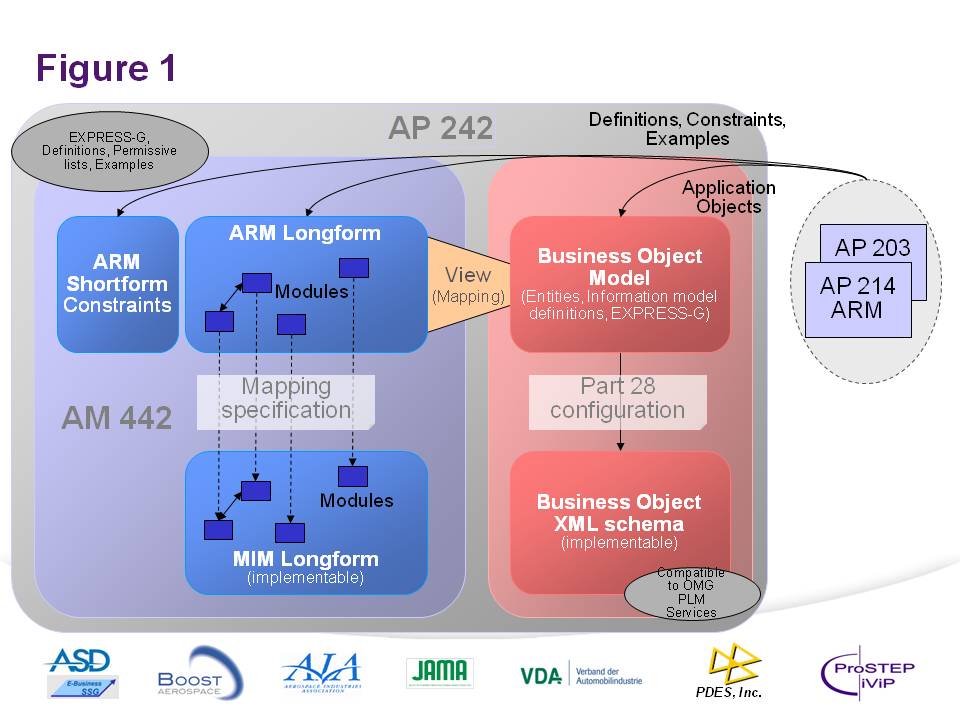 Figure 1
AP 242
EXPRESS-G,
Definitions, Permissive
lists, Examples
Definitions, Constraints,
Examples
Application
Objects
ARM
Shortform
Constraints
ARM Longform
Modules
View
(Mapping)
Business Object
Model
(Entities, Information model
definitions, EXPRESS-G)
AP 203
AP 214
ARM
AM 442
Mapping
specification
Part 28
configuration
Modules
MIM Longform
(implementable)
Business Object
XML schema
(implementable)
Compatible
to OMG
PLM
Services
ASD
E-Business
SSG
BOOST
AEROSPACE
AIA
AEROSPACE INDUSTRIES
ASSOCIATION
JAMA
VDA
Verband der
Automobilindustrie
PDES, Inc.
ProSTEP
iViP